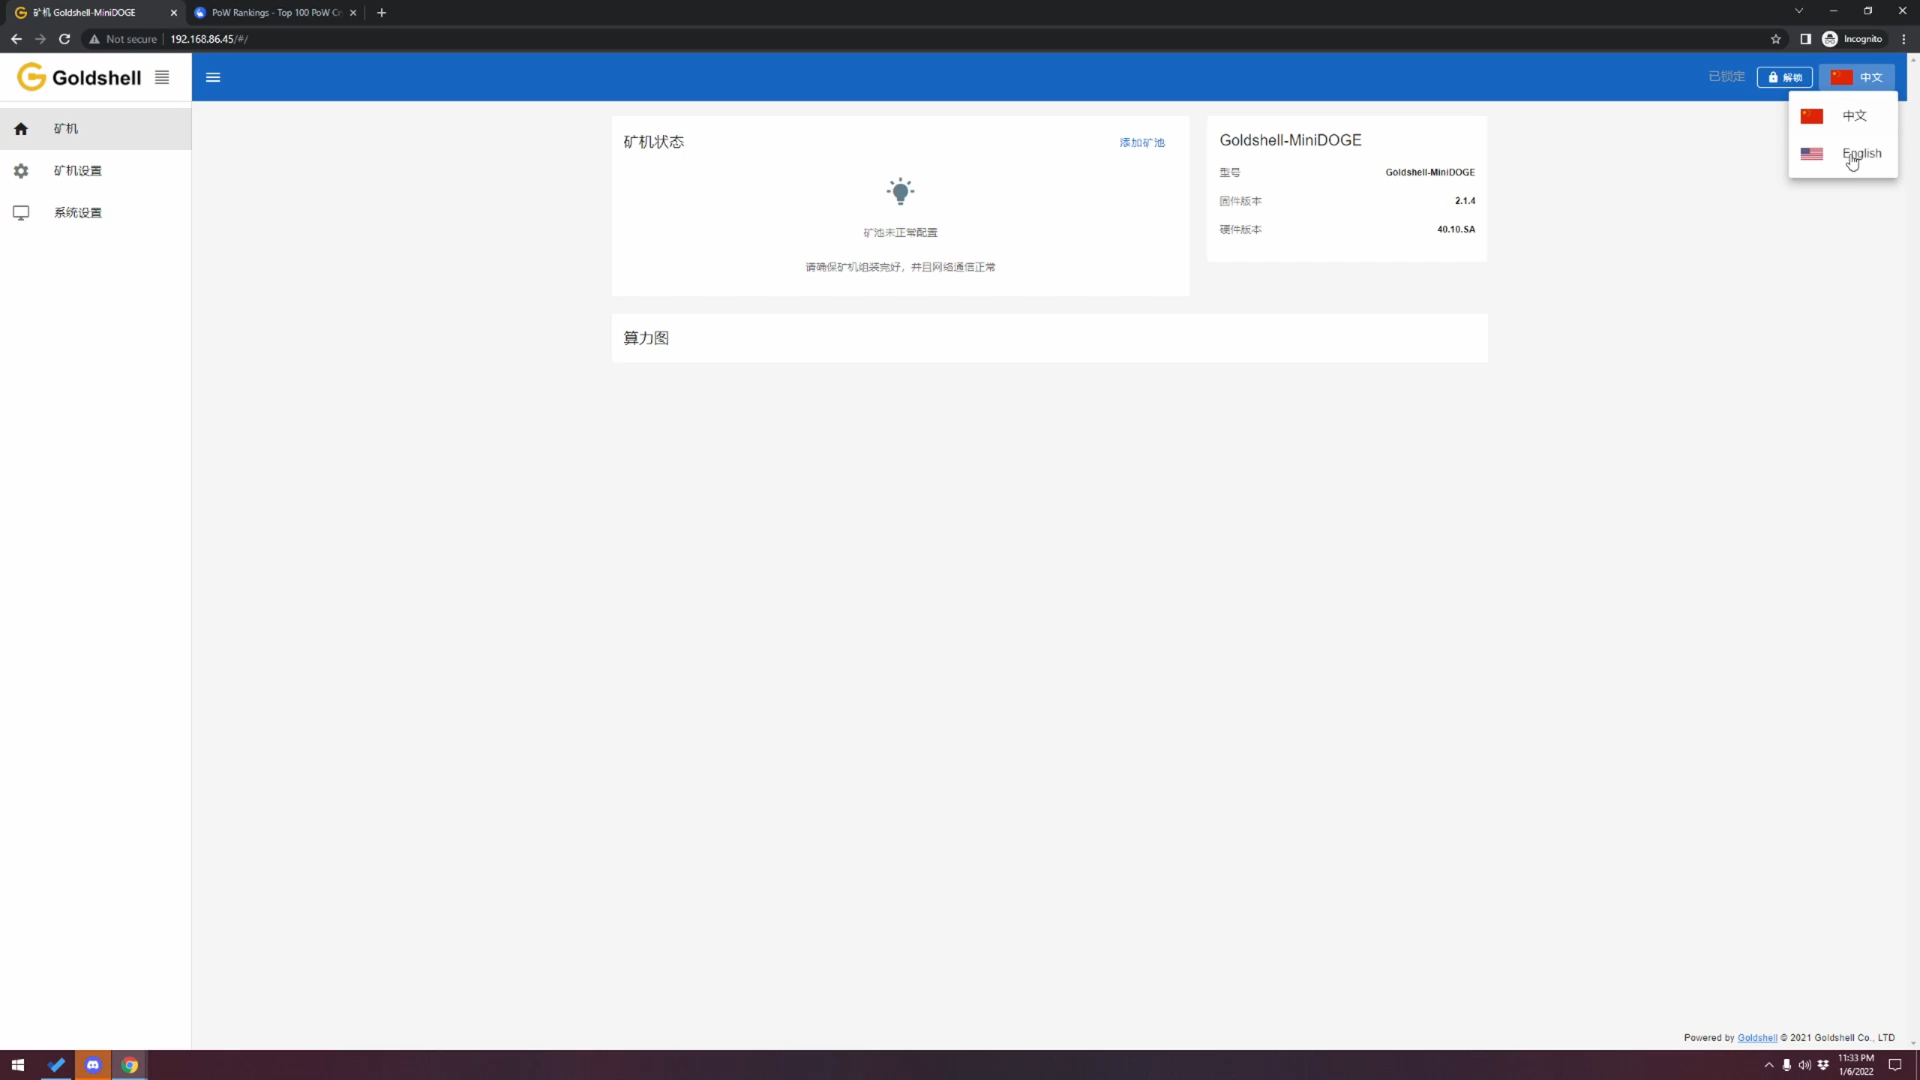 矿机 Goldshell-MiniDOGE
PoW Rankings - Top 100 PoW Cr
Not secure
192.168.86.45/#/
Incognito
Goldshell
已锁定
解锁
中文
中文
English
矿机
矿机设置
系统设置
矿机状态
添加矿池
矿池未正常配置
请确保矿机组装完好，并且网络通信正常
Goldshell-MiniDOGE
型号
Goldshell-MiniDOGE
固件版本
2.1.4
硬件版本
40.10.SA
算力图
Powered by Goldshell © 2021 Goldshell Co., LTD
11:33 PM
1/6/2022